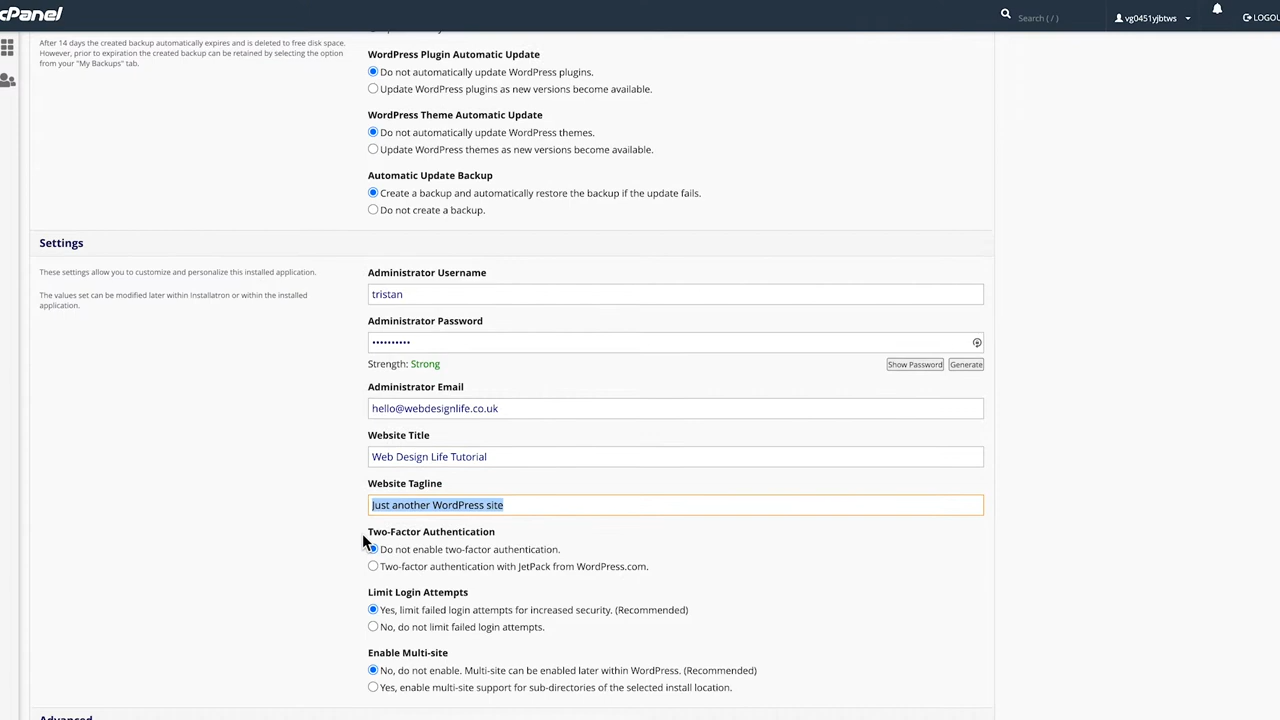 cPanel
Search ( / )
vg0451yjbtws
LOGOU
After 14 days the created backup automatically expires and is deleted to free disk space.
However, prior to expiration the created backup can be retained by selecting the option
from your "My Backups" tab.
WordPress Plugin Automatic Update
Do not automatically update WordPress plugins.
Update WordPress plugins as new versions become available.
WordPress Theme Automatic Update
Do not automatically update WordPress themes.
Update WordPress themes as new versions become available.
Automatic Update Backup
Create a backup and automatically restore the backup if the update fails.
Do not create a backup.
Settings
These settings allow you to customize and personalize this installed application.
The values set can be modified later within Installatron or within the installed
application.
Administrator Username
tristan
Administrator Password
••••••••••
Strength: Strong
Show Password
Generate
Administrator Email
hello@webdesignlife.co.uk
Website Title
Web Design Life Tutorial
Website Tagline
Just another WordPress site
Two-Factor Authentication
Do not enable two-factor authentication.
Two-factor authentication with JetPack from WordPress.com.
Limit Login Attempts
Yes, limit failed login attempts for increased security. (Recommended)
No, do not limit failed login attempts.
Enable Multi-site
No, do not enable. Multi-site can be enabled later within WordPress. (Recommended)
Yes, enable multi-site support for sub-directories of the selected install location.
Advanced